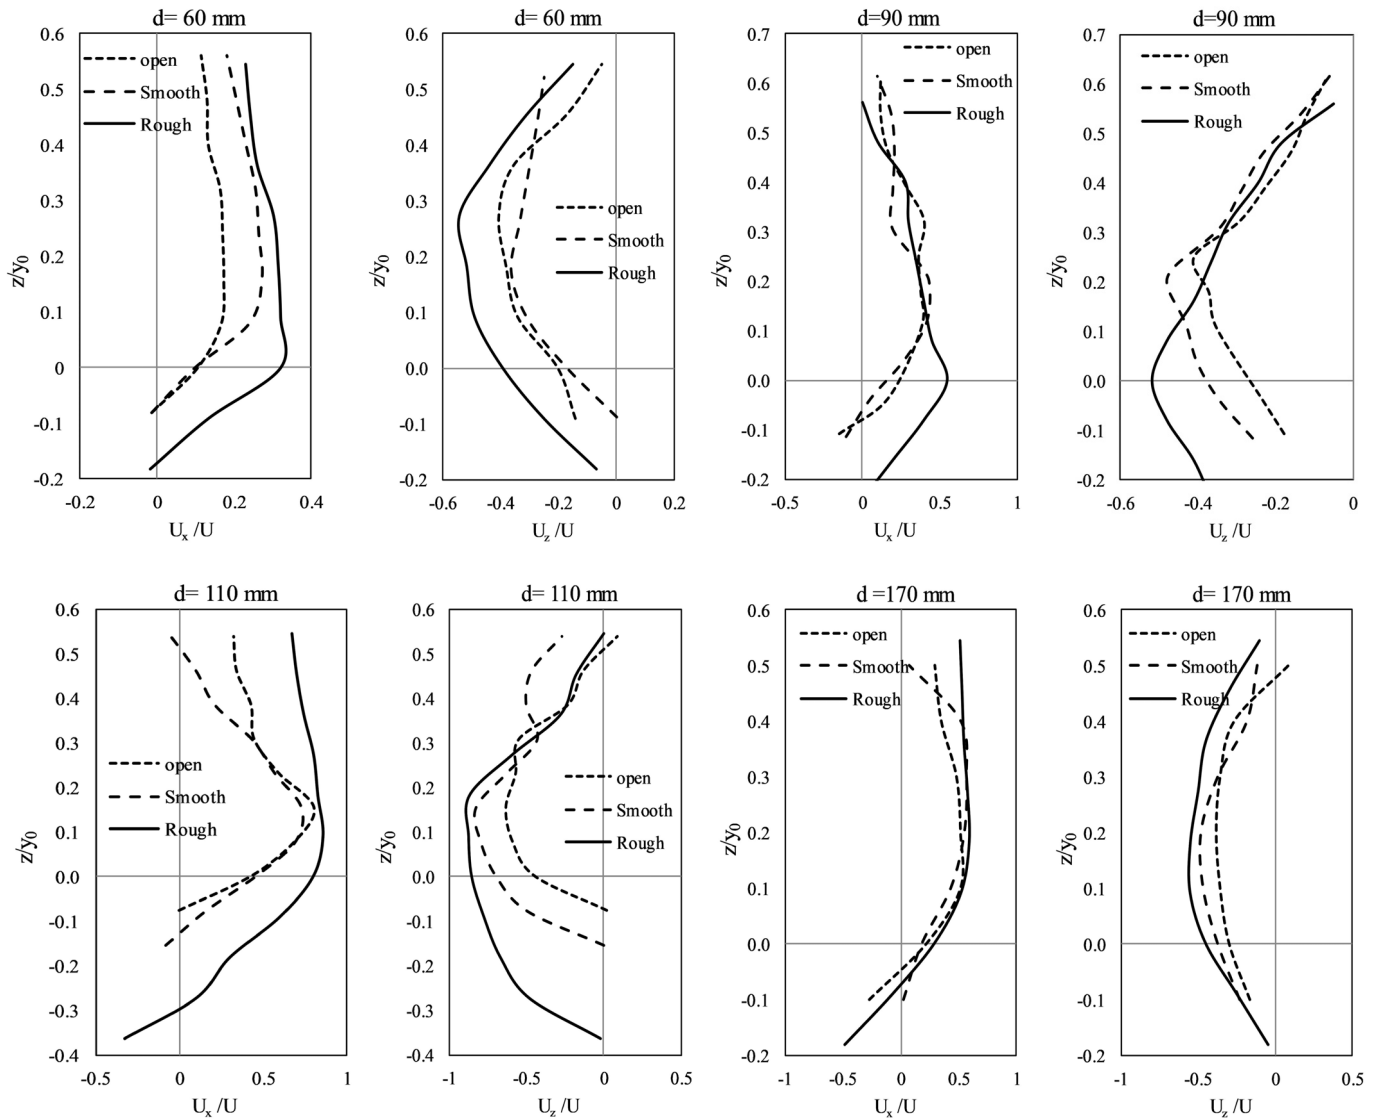 d= 60 mm
0.6
0.5
0.4
0.3
0.2
0.1
0
-0.1
-0.2
z/y0
open
Smooth
Rough
-0.2 0 0.2 0.4
Ux /U
d= 60 mm
0.6
0.5
0.4
0.3
0.2
0.1
0.0
-0.1
-0.2
z/y0
open
Smooth
Rough
-0.6 -0.4 -0.2 0 0.2
Uz /U
d=90 mm
0.7
0.6
0.5
0.4
0.3
0.2
0.1
0.0
-0.1
-0.2
z/y0
open
Smooth
Rough
-0.5 0 0.5 1
Ux /U
d=90 mm
0.7
0.6
0.5
0.4
0.3
0.2
0.1
0.0
-0.1
-0.2
z/y0
open
Smooth
Rough
-0.6 -0.4 -0.2 0
Uz /U
d= 110 mm
0.6
0.5
0.4
0.3
0.2
0.1
0.0
-0.1
-0.2
-0.3
-0.4
z/y0
open
Smooth
Rough
-0.5 0 0.5 1
Ux /U
d= 110 mm
0.6
0.5
0.4
0.3
0.2
0.1
0.0
-0.1
-0.2
-0.3
-0.4
z/y0
open
Smooth
Rough
-1 -0.5 0 0.5
Uz /U
d =170 mm
0.6
0.5
0.4
0.3
0.2
0.1
0.0
-0.1
-0.2
z/y0
open
Smooth
Rough
-1 -0.5 0 0.5 1
Ux /U
d= 170 mm
0.6
0.5
0.4
0.3
0.2
0.1
0.0
-0.1
-0.2
z/y0
open
Smooth
Rough
-1 -0.5 0 0.5
Uz /U